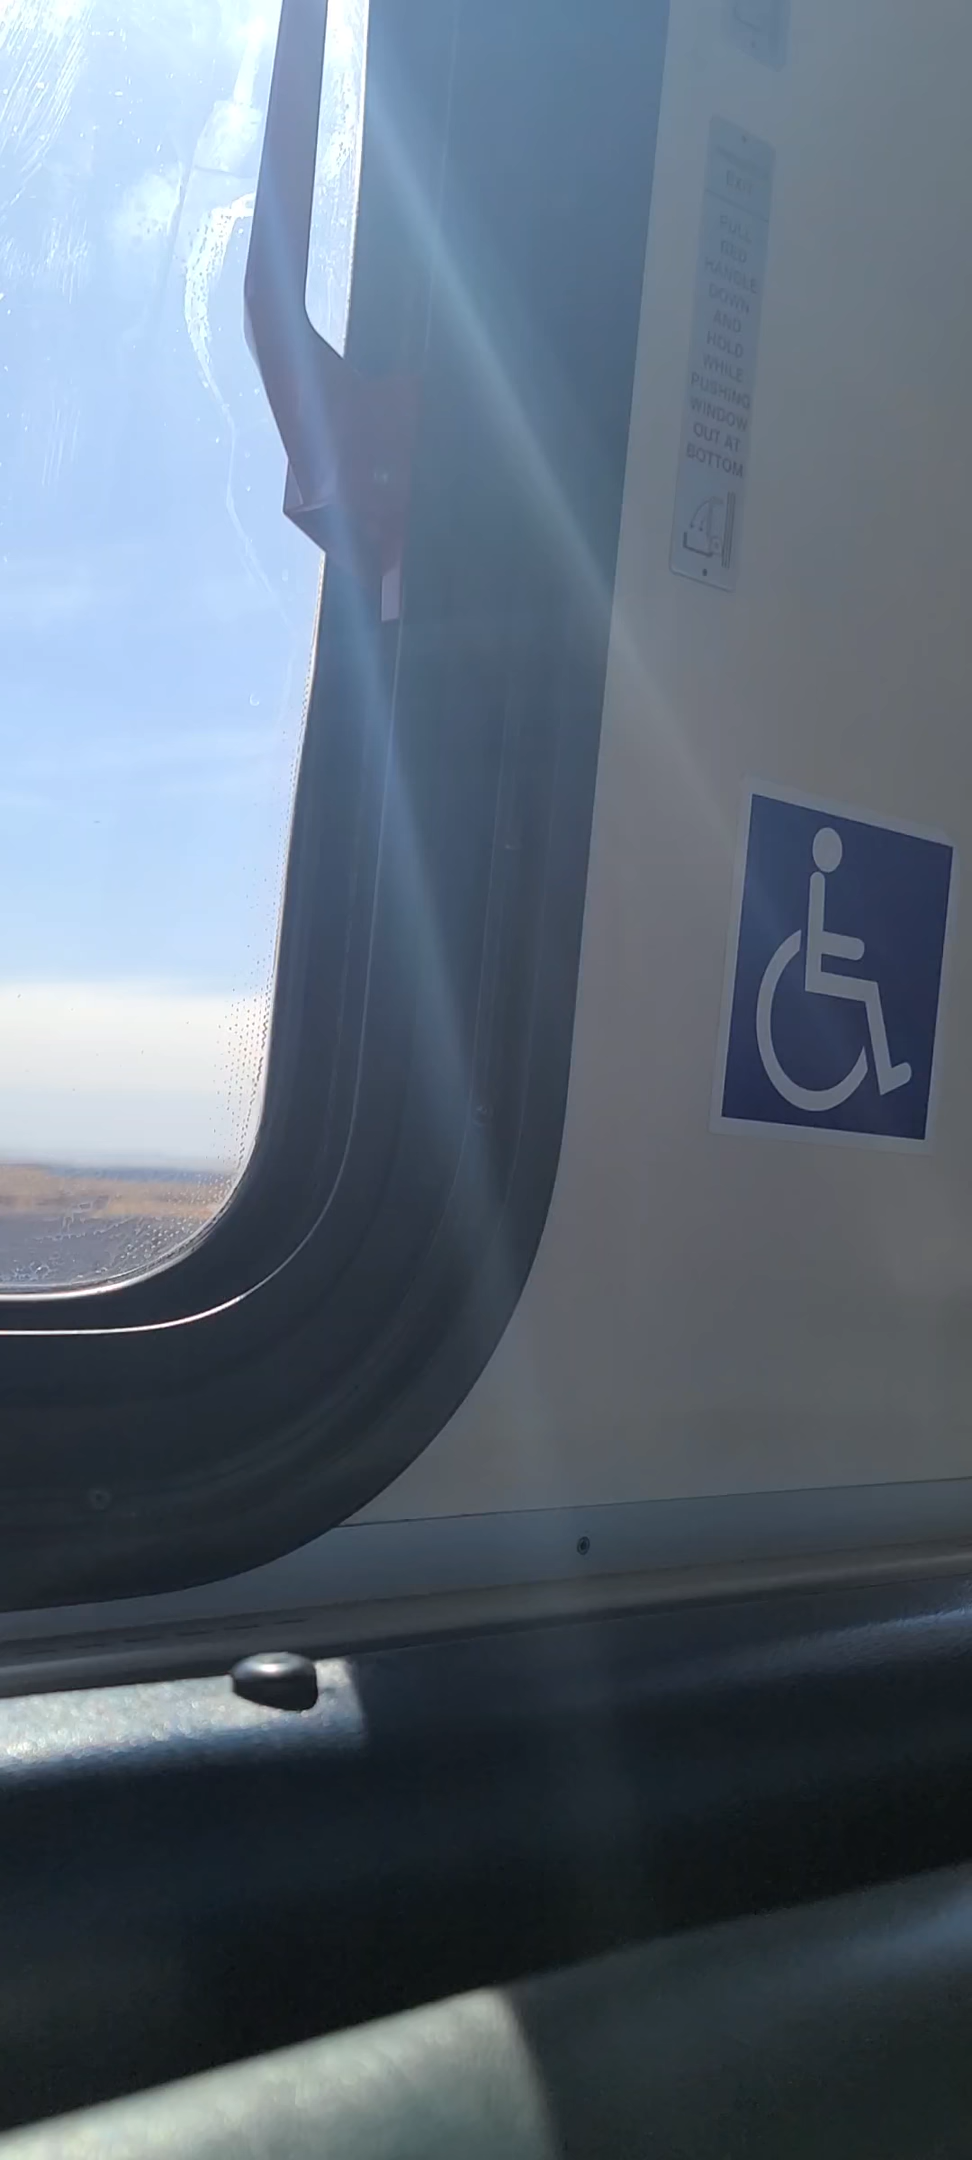 EXIT
PULL
RED
HANDLE
DOWN
AND
HOLD
WHILE
PUSHING
WINDOW
OUT AT
BOTTOM